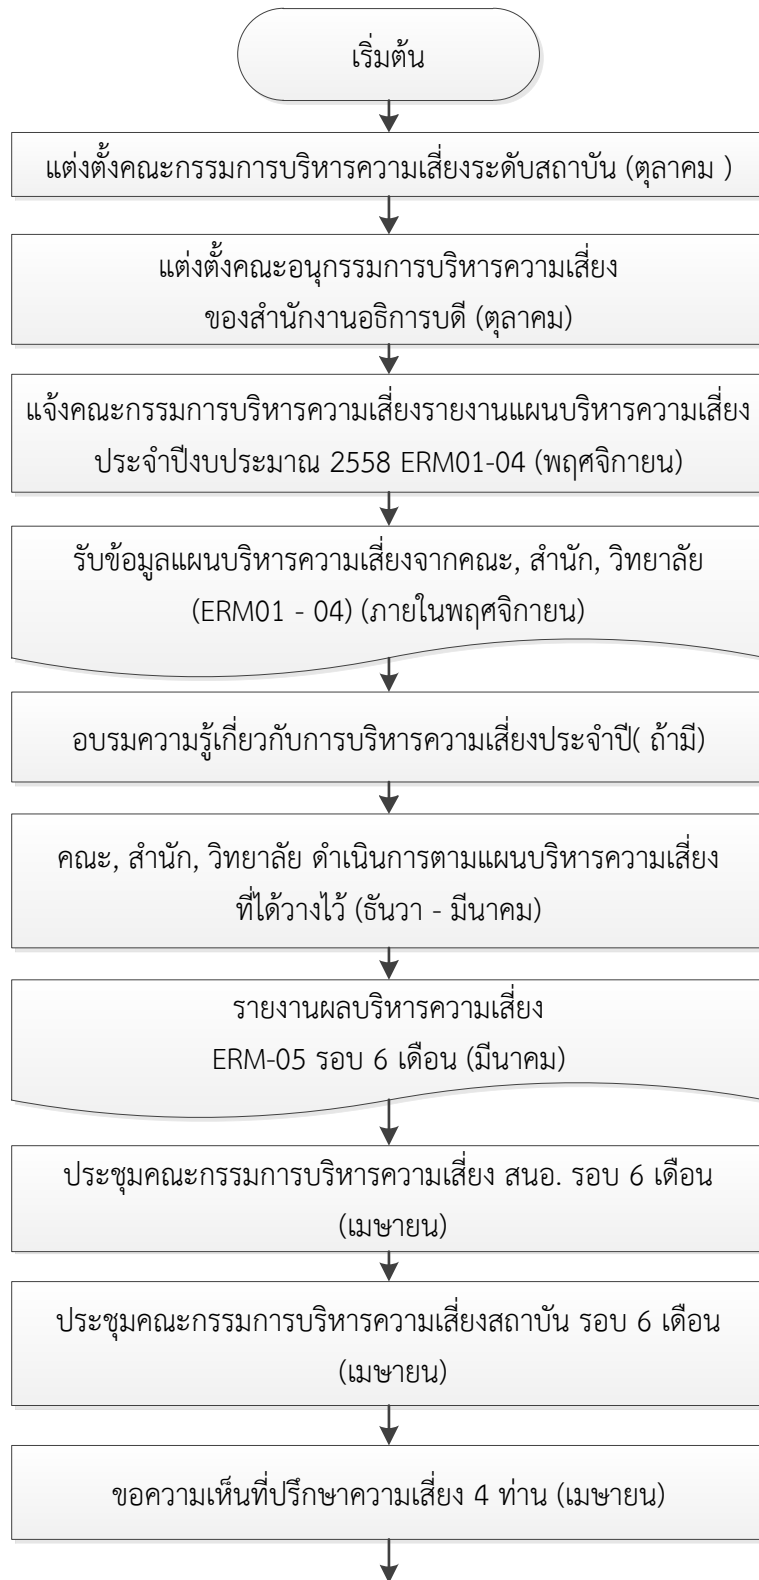 เริ่มต้น
แต่งตั้งคณะกรรมการบริหารความเสี่ยงระดับสถาบัน (ตุลาคม )
แต่งตั้งคณะอนุกรรมการบริหารความเสี่ยง
ของสำนักงานอธิการบดี (ตุลาคม)
แจ้งคณะกรรมการบริหารความเสี่ยงรายงานแผนบริหารความเสี่ยง
ประจำปีงบประมาณ 2558 ERM01-04 (พฤศจิกายน)
รับข้อมูลแผนบริหารความเสี่ยงจากคณะ, สำนัก, วิทยาลัย
(ERM01 - 04) (ภายในพฤศจิกายน)
อบรมความรู้เกี่ยวกับการบริหารความเสี่ยงประจำปี( ถ้ามี)
คณะ, สำนัก, วิทยาลัย ดำเนินการตามแผนบริหารความเสี่ยง
ที่ได้วางไว้ (ธันวา - มีนาคม)
รายงานผลบริหารความเสี่ยง
ERM-05 รอบ 6 เดือน (มีนาคม)
ประชุมคณะกรรมการบริหารความเสี่ยง สนอ. รอบ 6 เดือน
(เมษายน)
ประชุมคณะกรรมการบริหารความเสี่ยงสถาบัน รอบ 6 เดือน
(เมษายน)
ขอความเห็นที่ปรึกษาความเสี่ยง 4 ท่าน (เมษายน)